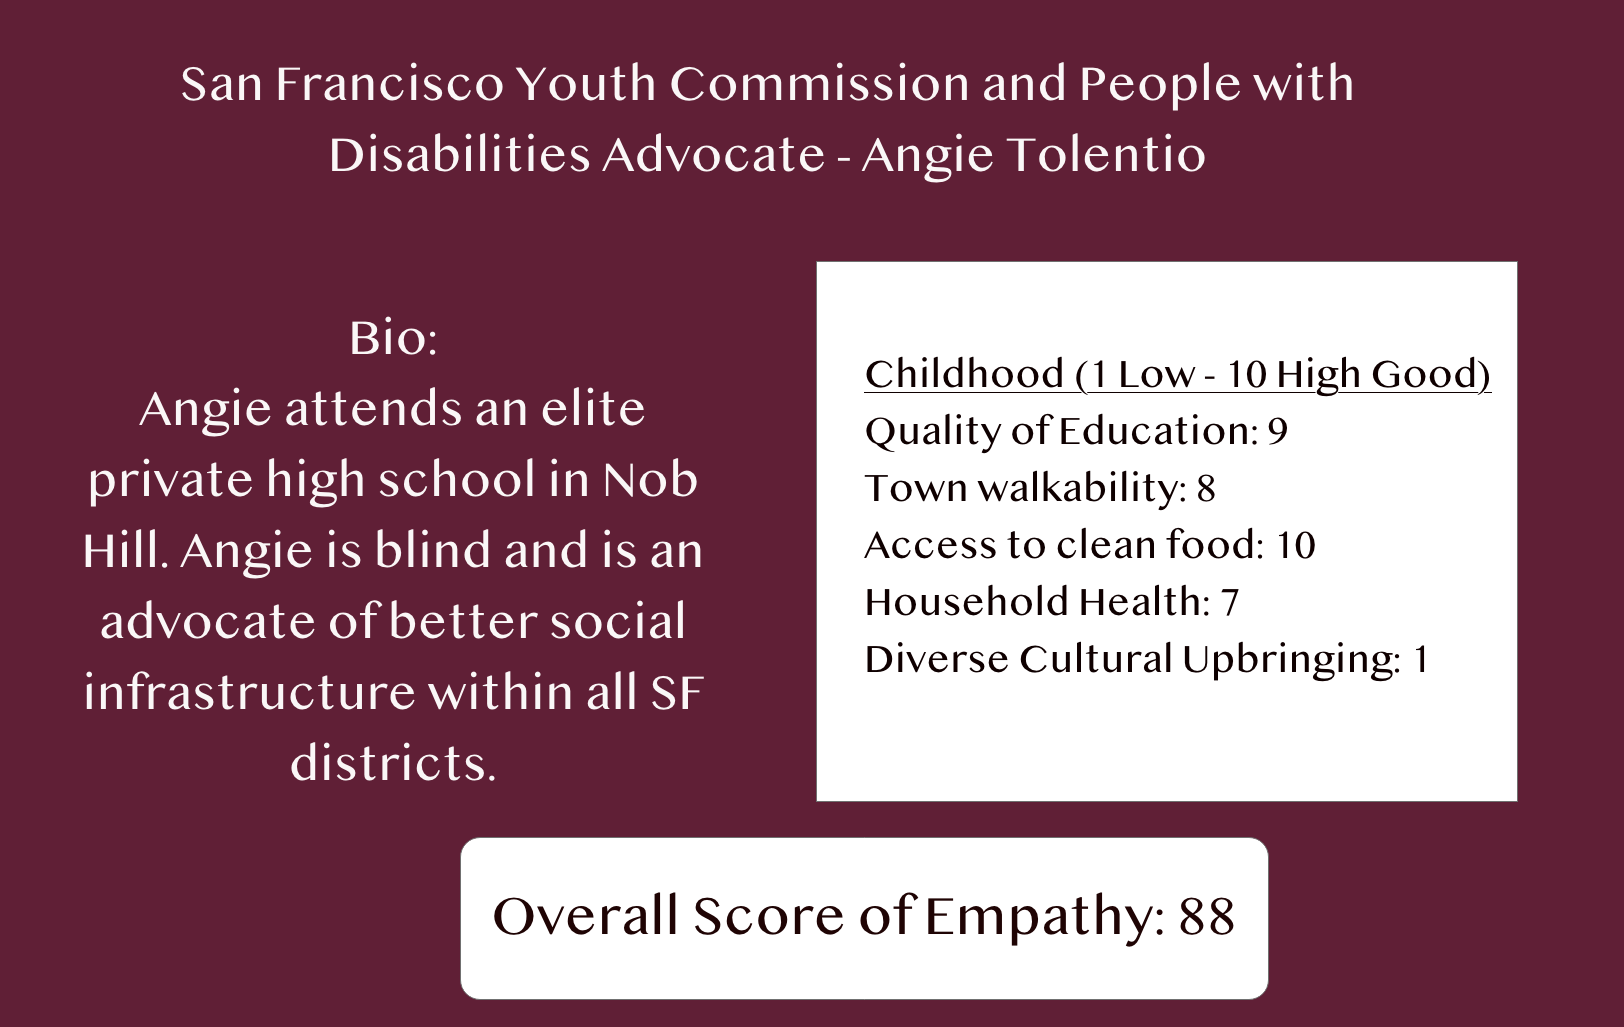 San Francisco Youth Commission and People with
Disabilities Advocate - Angie Tolentio
Bio:
Angie attends an elite
private high school in Nob
Hill. Angie is blind and is an
advocate of better social
infrastructure within all SF
districts.
Childhood (1 Low - 10 High Good)
Quality of Education: 9
Town walkability: 8
Access to clean food: 10
Household Health: 7
Diverse Cultural Upbringing: 1
Overall Score of Empathy: 88